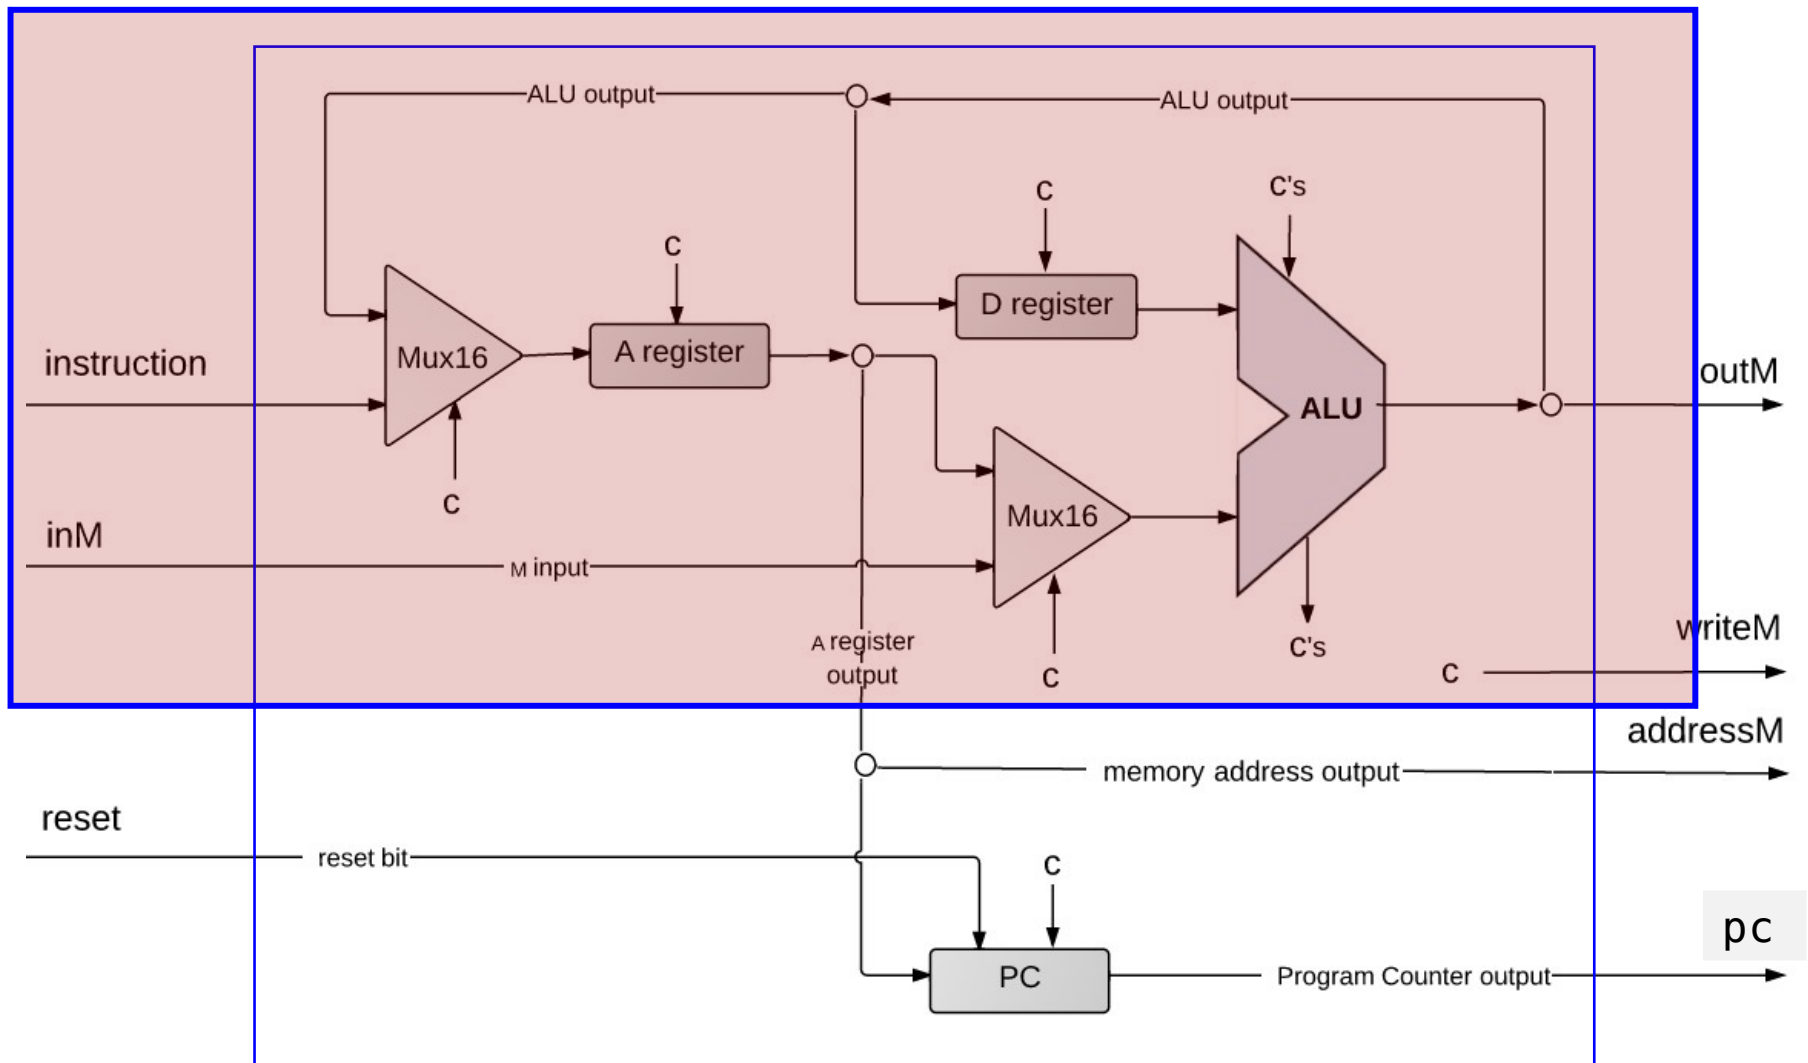 ALU output
ALU output
c
c's
c
D register
instruction
Mux16
A register
outM
ALU
c
inM
Mux16
M input
writeM
A register
output
c's
c
c
addressM
memory address output
reset
reset bit
c
pc
PC
Program Counter output